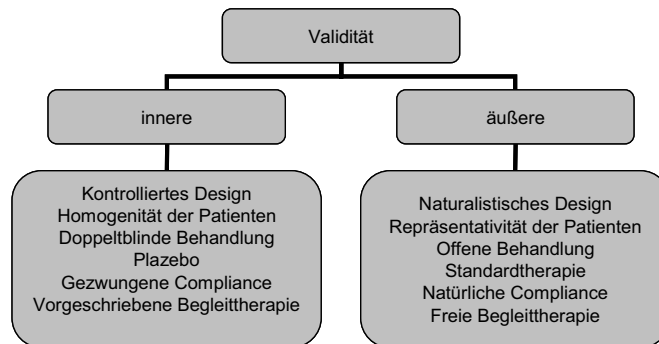 Validität
innere
äußere
Kontrolliertes Design
Homogenität der Patienten
Doppeltblinde Behandlung
Plazebo
Gezwungene Compliance
Vorgeschriebene Begleittherapie
Naturalistisches Design
Repräsentativität der Patienten
Offene Behandlung
Standardtherapie
Natürliche Compliance
Freie Begleittherapie